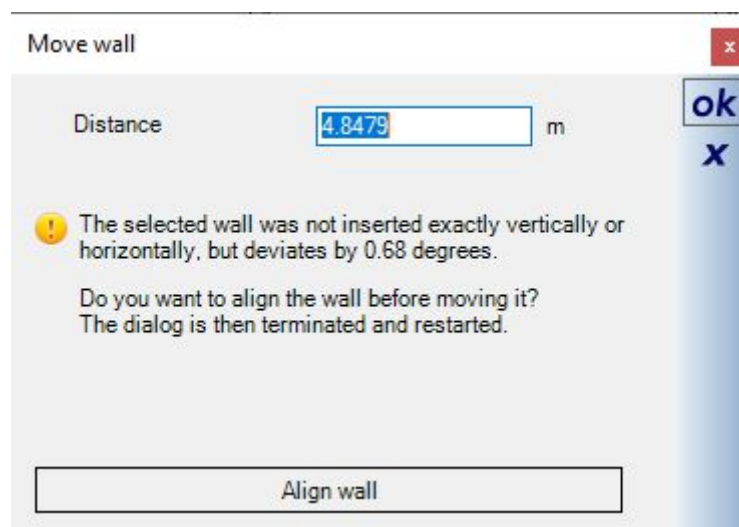 Move wall
x
Distance 4.8479 m
ok
x
! The selected wall was not inserted exactly vertically or
horizontally, but deviates by 0.68 degrees.
Do you want to align the wall before moving it?
The dialog is then terminated and restarted.
Align wall